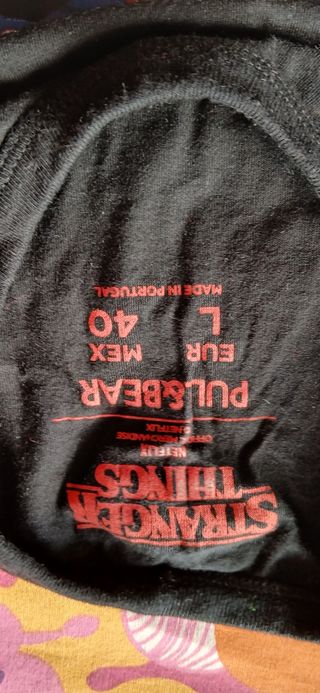 STRANGER
THINGS
NETFLIX
OFFICIAL MERCHANDISE
©NETFLIX
PULL&BEAR
EUR MEX
L 40
MADE IN PORTUGAL